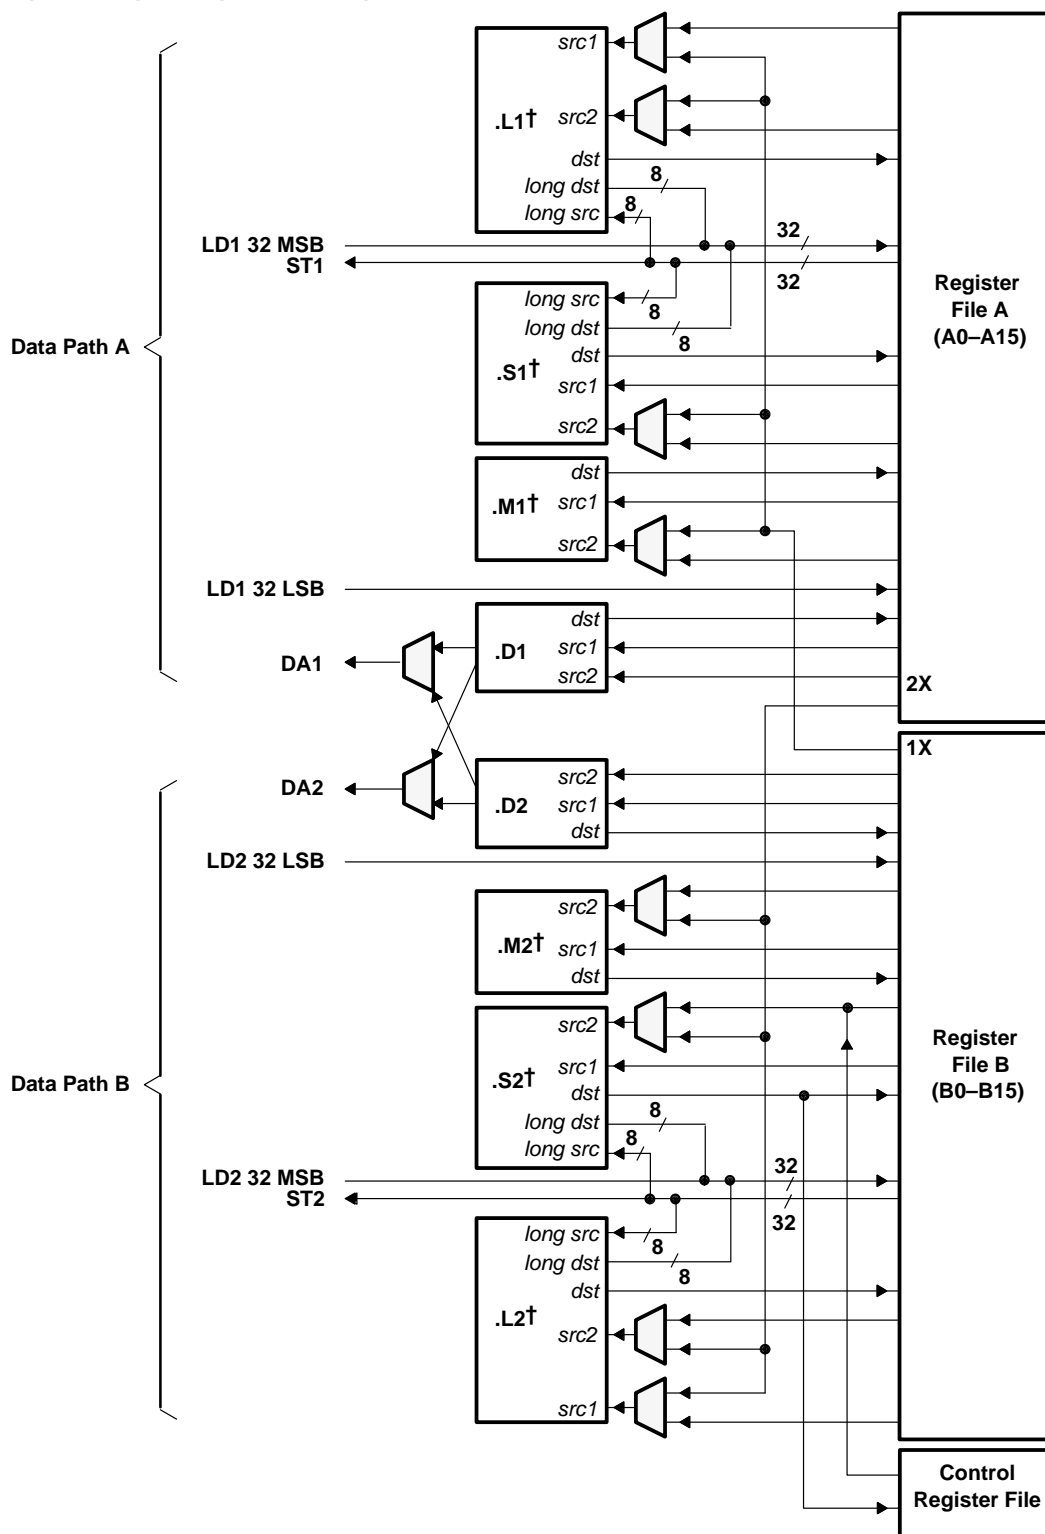 src1
.L1†
src2
dst
long dst
8
long src
8
LD1 32 MSB
32
ST1
32
Register
File A
(A0–A15)
long src
8
long dst
8
Data Path A
dst
.S1†
src1
src2
dst
.M1†
src1
src2
LD1 32 LSB
dst
.D1
src1
src2
DA1
2X
1X
DA2
src2
.D2
src1
dst
LD2 32 LSB
src2
.M2†
src1
dst
src2
Register
File B
(B0–B15)
src1
.S2†
dst
Data Path B
long dst
8
long src
8
LD2 32 MSB
32
ST2
32
long src
8
long dst
8
dst
.L2†
src2
src1
Control
Register File